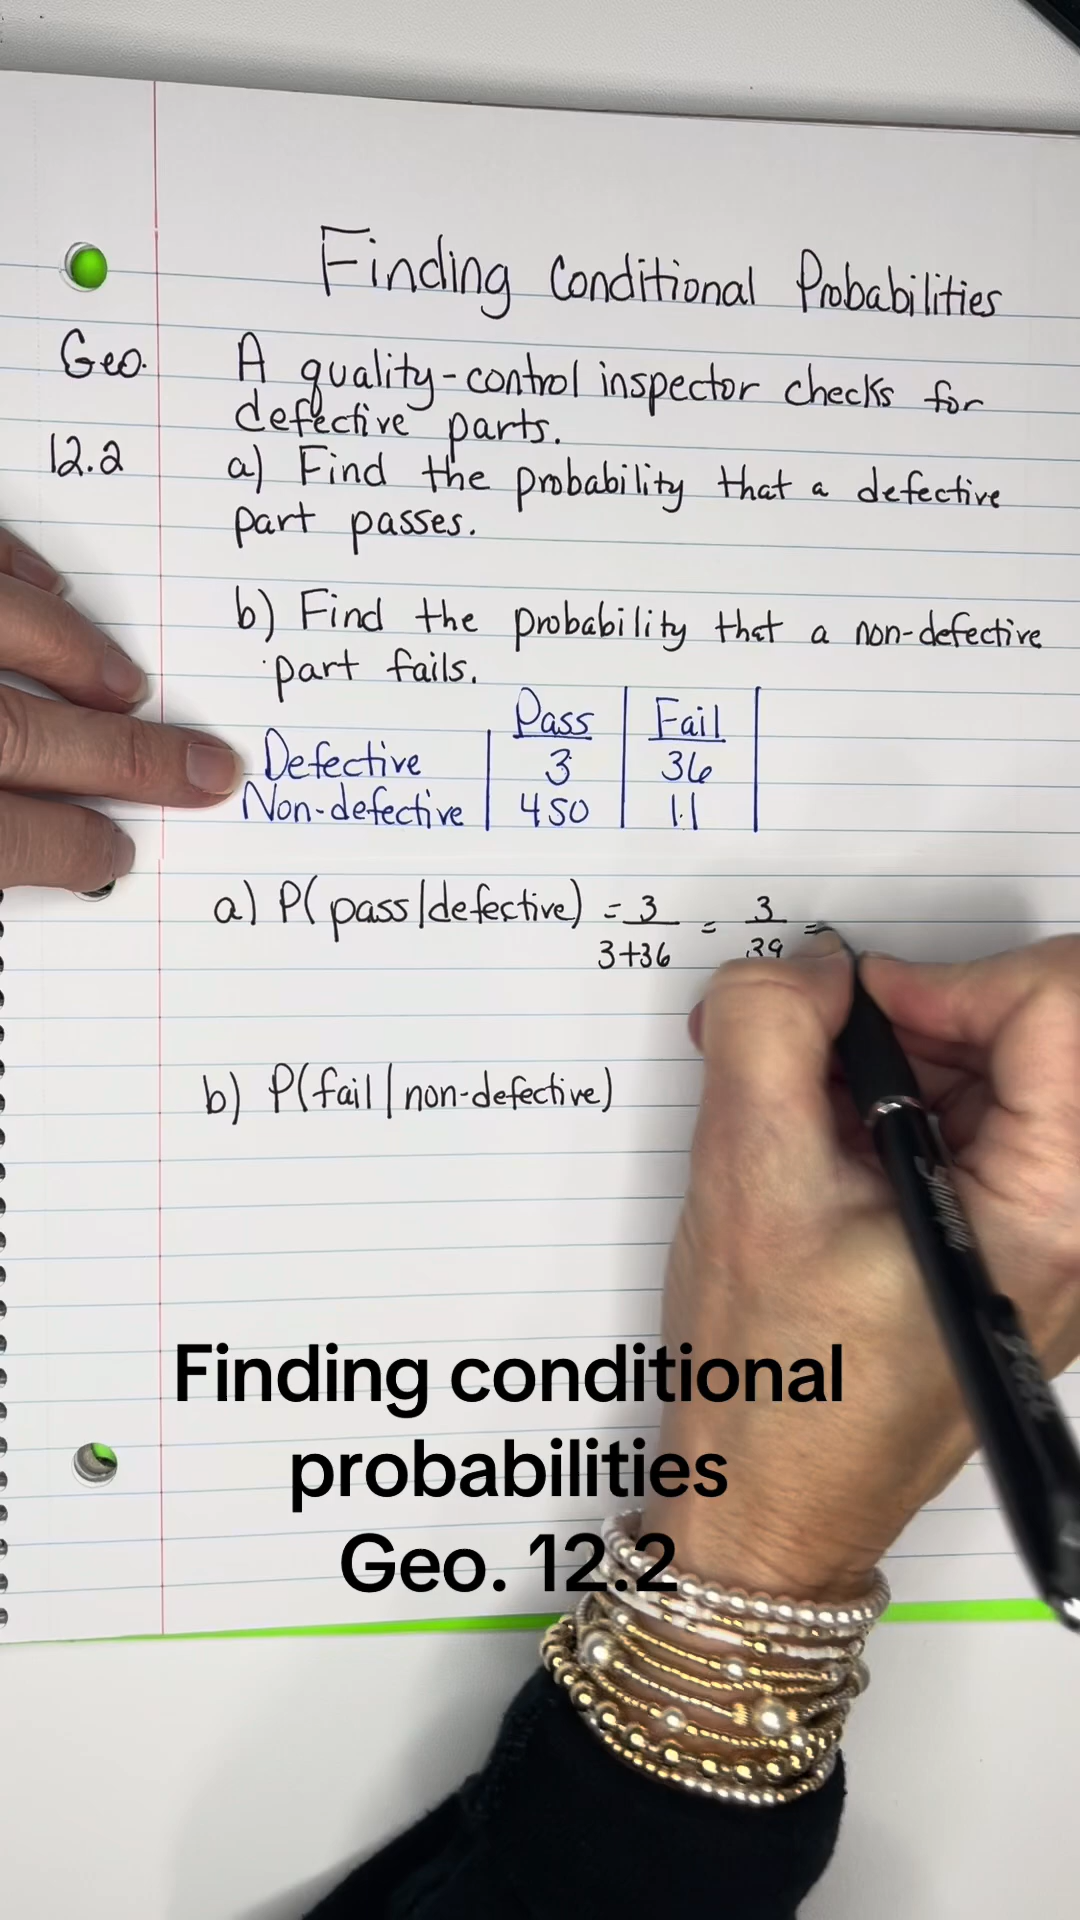 Finding Conditional Probabilities
Geo. A quality-control inspector checks for
defective parts.
12.2 a) Find the probability that a defective
part passes.
b) Find the probability that a non-defective
part fails.
Pass Fail
Defective 3 36
Non-defective 450 11
a) P(pass|defective) = 3/3+36 = 3/39 =
b) P(fail|non-defective)
Finding conditional
probabilities
Geo. 12.2